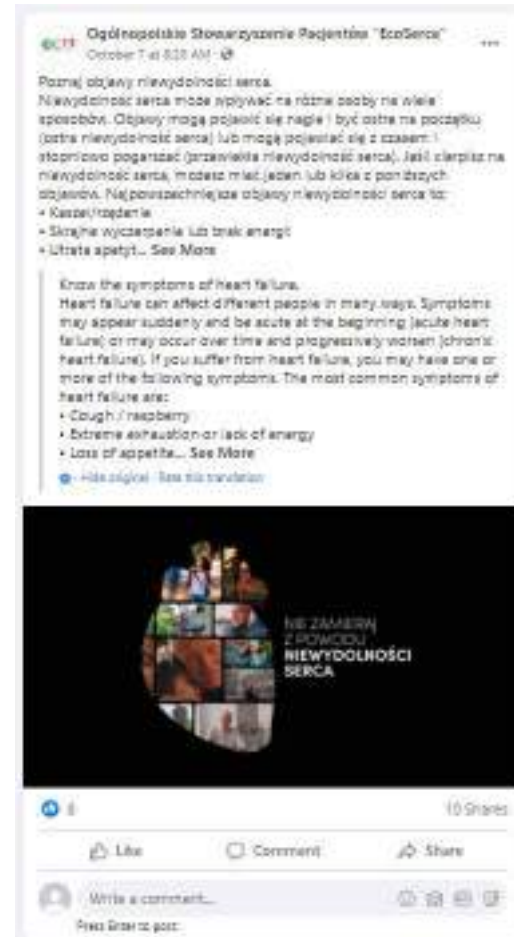 Ogólnopolskie Stowarzyszenie Pacjentów "EcoSerce"
October 7 at 8:28 AM
Poznaj objawy niewydolności serca.
Niewydolność serca może wpływać na różne osoby na wiele
sposobów. Objawy mogą pojawić się nagle i być ostre na początku
(ostra niewydolność serca) lub mogą pojawiać się z czasem i
stopniowo pogarszać (przewlekła niewydolność serca). Jeśli cierpisz na
niewydolność serca, możesz mieć jeden lub kilka z poniższych
objawów. Najpowszechniejsze objawy niewydolności serca to:
• Kaszel/rzężenie
• Skrajne wyczerpanie lub brak energii
• Utrata apetyt... See More
Know the symptoms of heart failure.
Heart failure can affect different people in many ways. Symptoms
may appear suddenly and be acute at the beginning (acute heart
failure) or may occur over time and progressively worsen (chronic
heart failure). If you suffer from heart failure, you may have one or
more of the following symptoms. The most common symptoms of
heart failure are:
• Cough / raspberry
• Extreme exhaustion or lack of energy
• Loss of appetite... See More
Hide original · Rate this translation
NIE ZAMIERAJ
Z POWODU
NIEWYDOLNOŚCI
SERCA
10 Shares
Like
Comment
Share
Write a comment...
Press Enter to post.